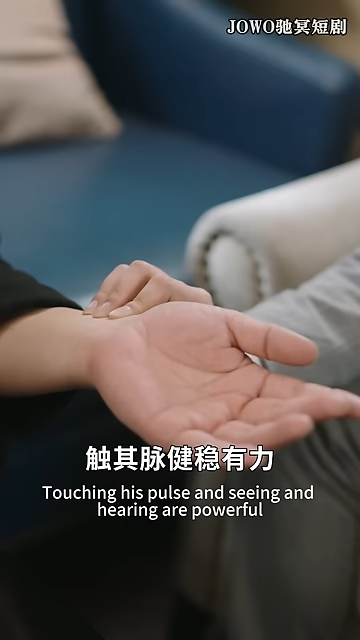 JOWO驰冥短剧
触其脉健稳有力
Touching his pulse and seeing and
hearing are powerful